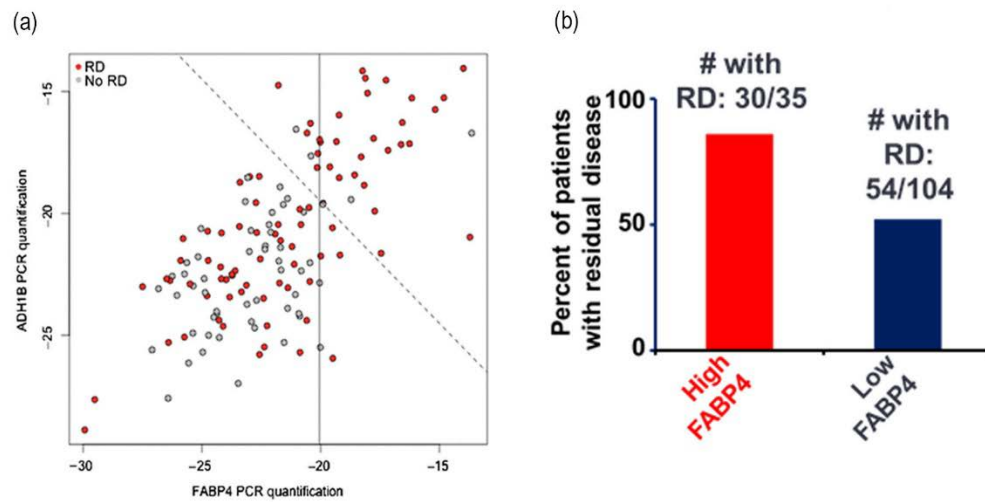 (a)
RD
No RD
ADH1B PCR quantification
−15
−20
−25
−30
−25
−20
−15
FABP4 PCR quantification
(b)
# with
RD: 30/35
# with
RD:
54/104
Percent of patients
with residual disease
100
50
0
High
FABP4
Low
FABP4